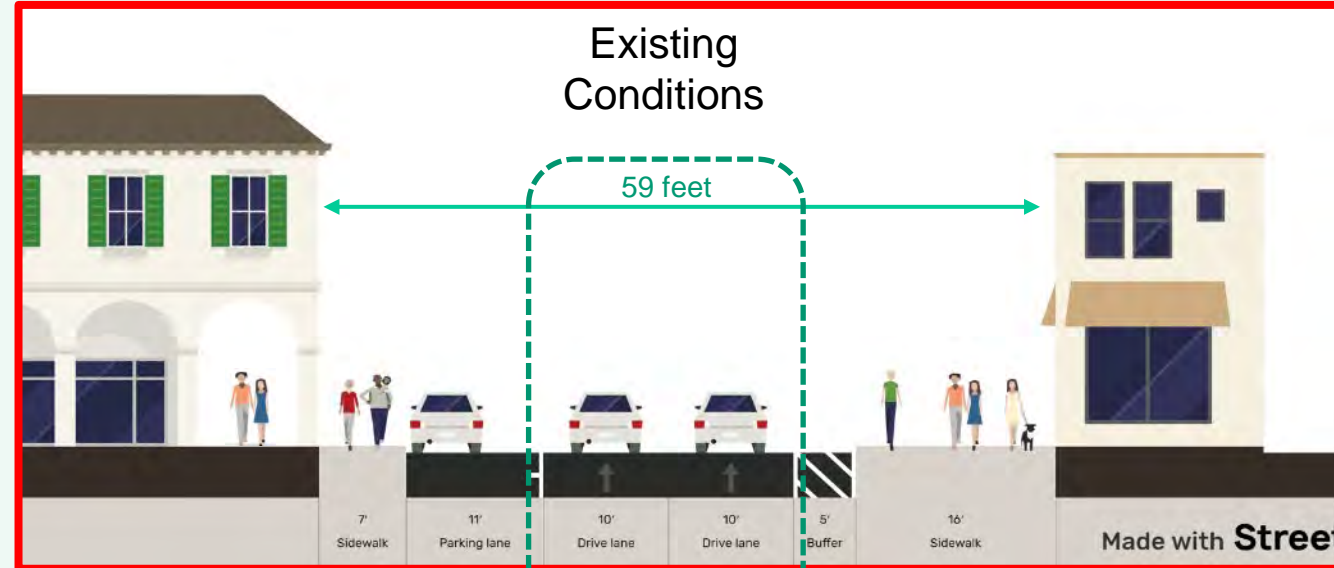 Existing
Conditions
59 feet
7' 11' 10' 10' 5' 16'
Sidewalk Parking lane Drive lane Drive lane Buffer Sidewalk
Made with Street